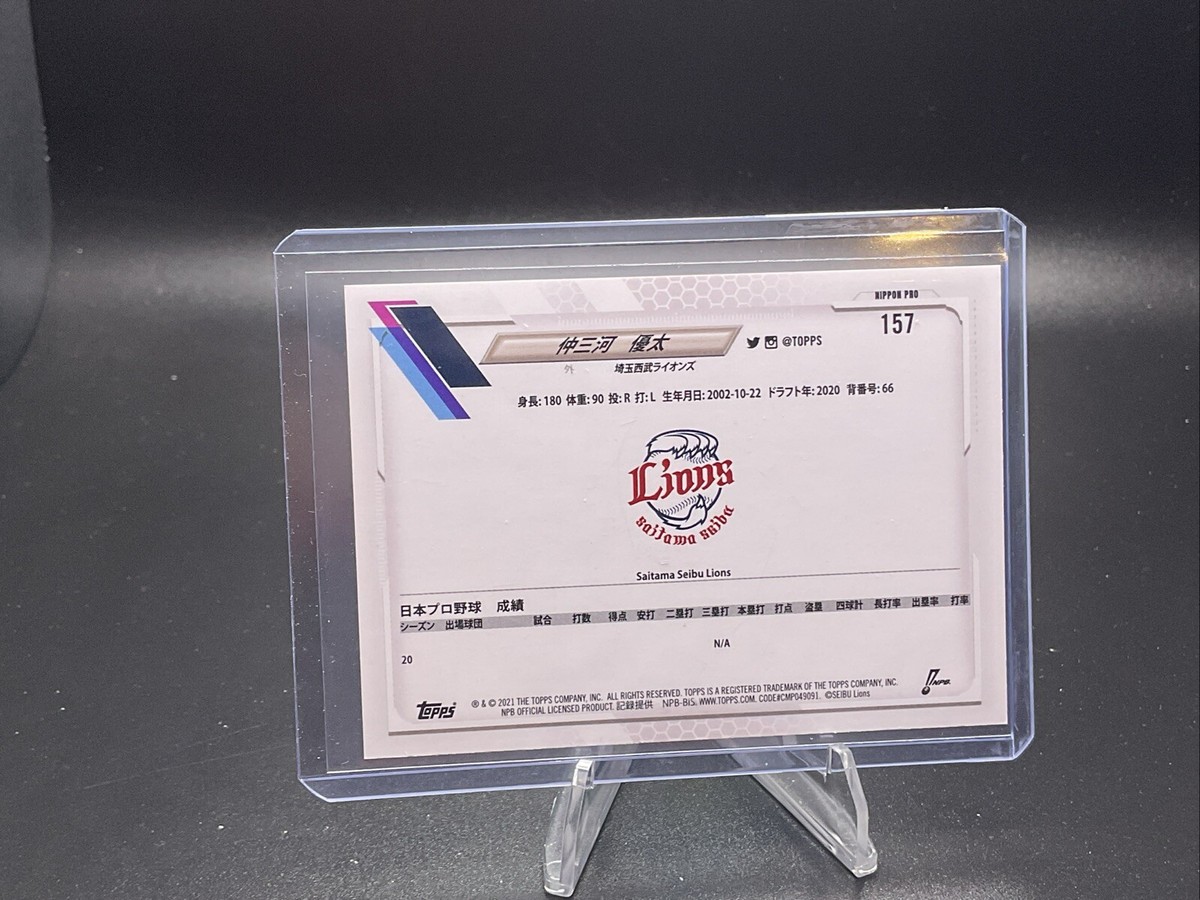 NIPPON PRO
157
仲三河 優太
@TOPPS
外
埼玉西武ライオンズ
身長: 180 体重: 90 投: R 打: L 生年月日: 2002-10-22 ドラフト年: 2020 背番号: 66
Lions
saitama seibu
Saitama Seibu Lions
日本プロ野球 成績
シーズン 出場球団 試合 打数 得点 安打 二塁打 三塁打 本塁打 打点 盗塁 四球計 長打率 出塁率 打率
20 N/A
TOPPS
® & © 2021 THE TOPPS COMPANY, INC. ALL RIGHTS RESERVED. TOPPS IS A REGISTERED TRADEMARK OF THE TOPPS COMPANY, INC.
NPB OFFICIAL LICENSED PRODUCT. 記録提供 NPB-BIS. WWW.TOPPS.COM. CODE#CMP049091. ©SEIBU Lions
NPB